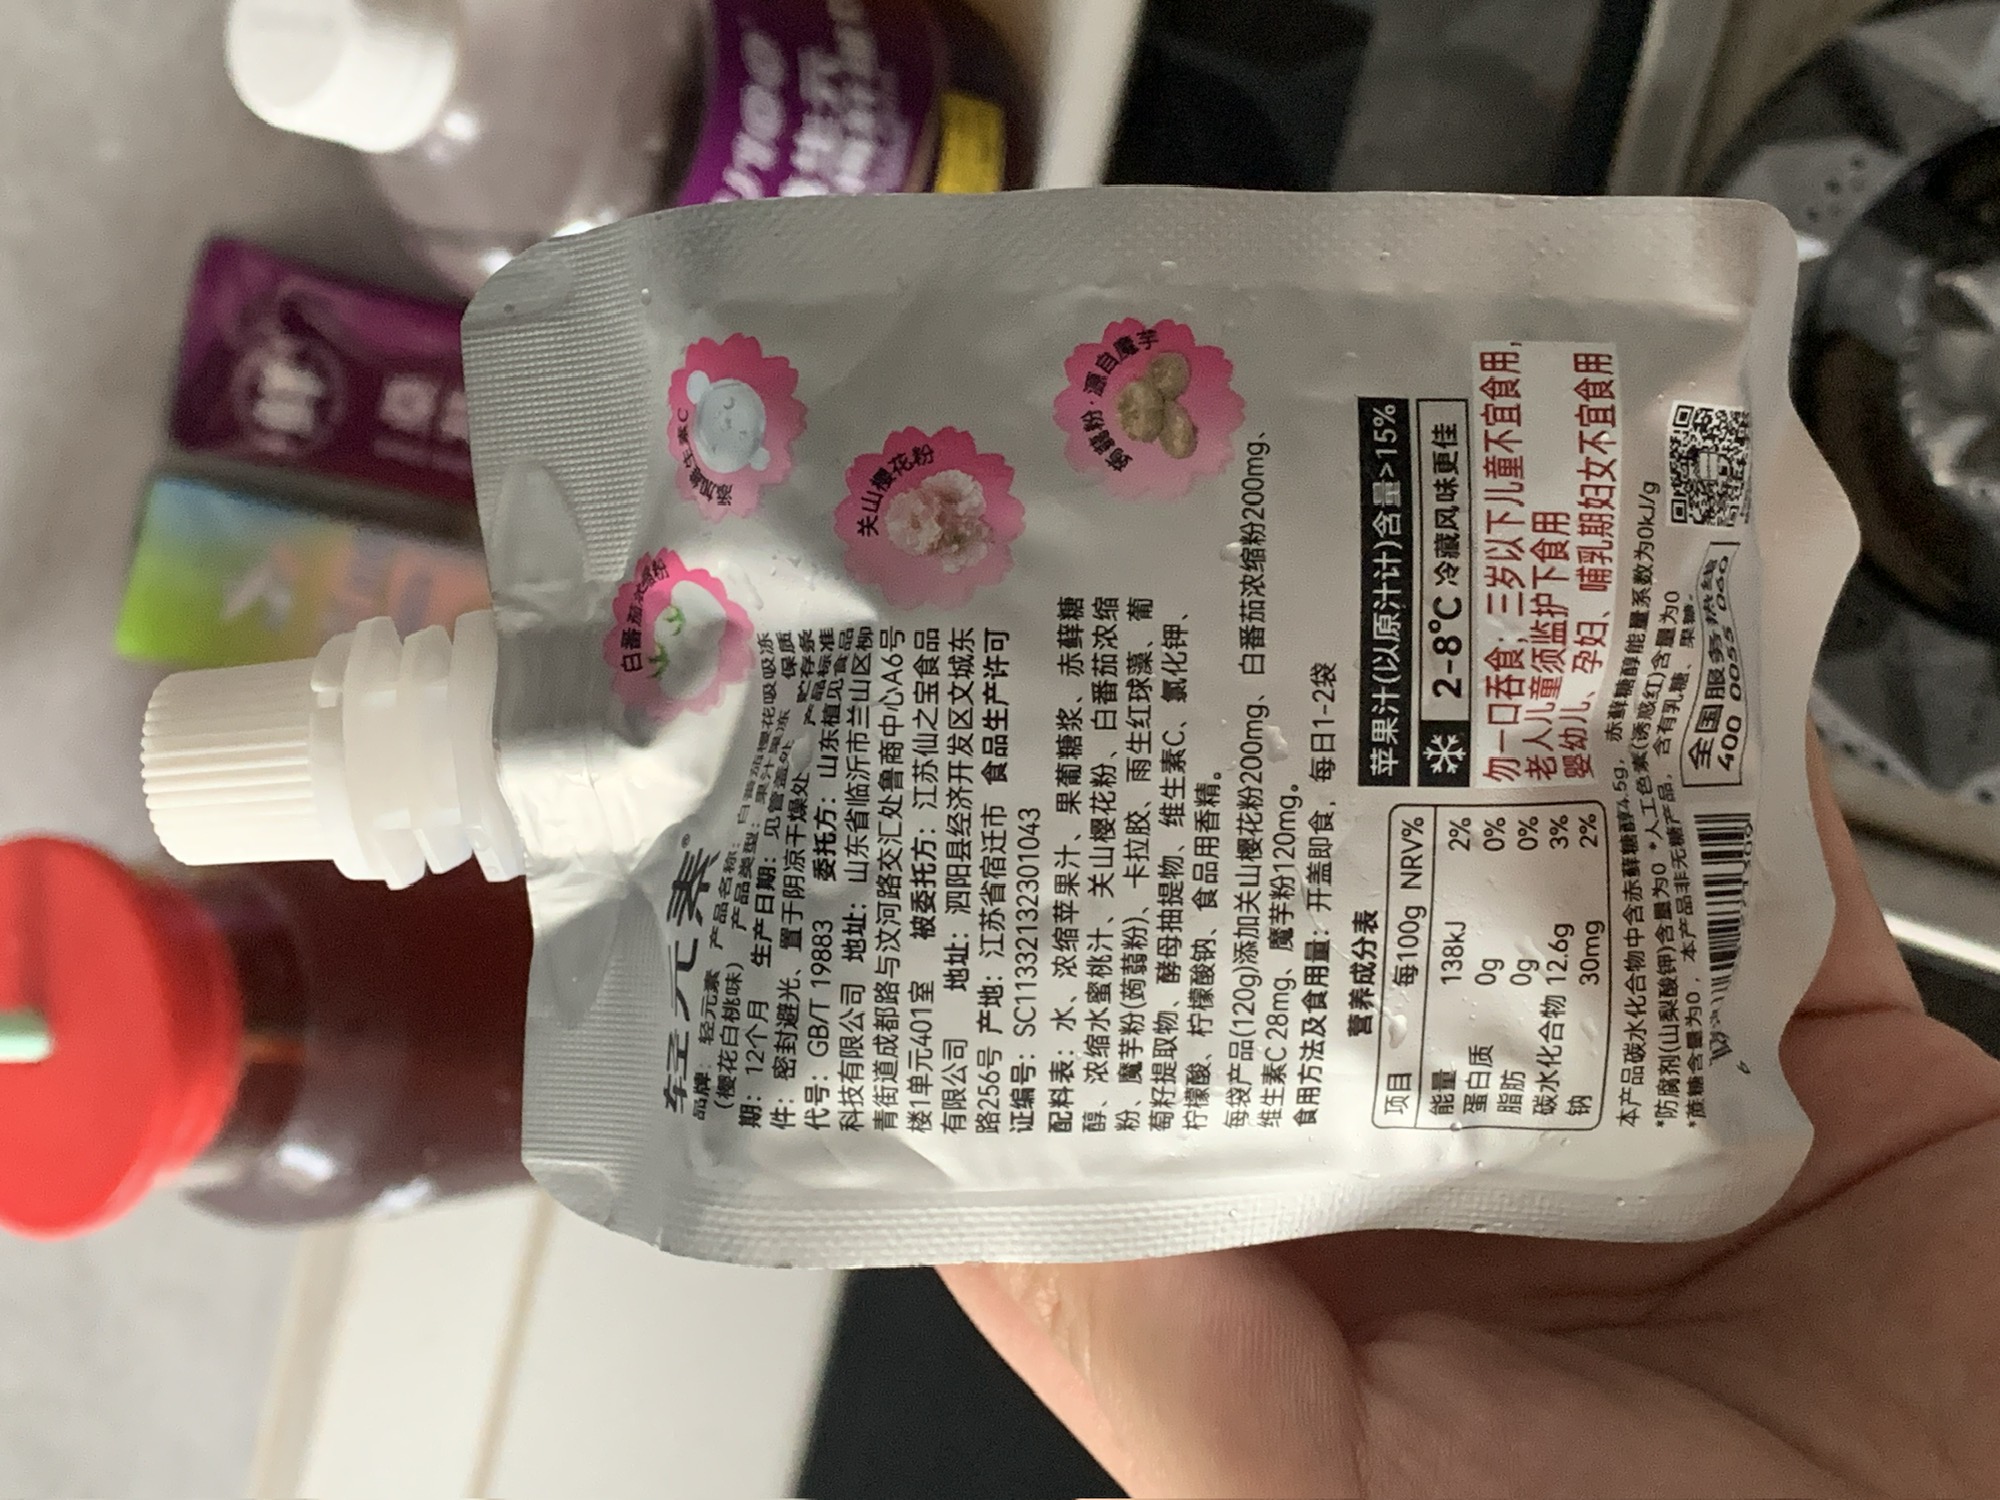 轻元素®
品牌：轻元素 产品名称：白番茄樱花吸吸冻
（樱花白桃味） 产品类型：果汁果冻 保质
期：12个月 生产日期：见管盖处 贮存条
件：密封避光、置于阴凉干燥处 产品标准
代号：GB/T 19883 委托方：山东植见食品
科技有限公司 地址：山东省临沂市兰山区柳
青街道成都路与汶河路交汇处鲁商中心A6号
楼1单元401室 被委托方：江苏仙之宝食品
有限公司 地址：泗阳县经济开发区文城东
路256号 产地：江苏省宿迁市 食品生产许可
证编号：SC11332132301043
配料表：水、浓缩苹果汁、果葡糖浆、赤藓糖
醇、浓缩水蜜桃汁、关山樱花粉、白番茄浓缩
粉、魔芋粉(蒟蒻粉)、卡拉胶、雨生红球藻、葡
萄籽提取物、酵母抽提物、维生素C、氯化钾、
柠檬酸、柠檬酸钠、食品用香精。
每袋产品(120g)添加关山樱花粉200mg、白番茄浓缩粉200mg、
维生素C 28mg、魔芋粉120mg。
食用方法及食用量：开盖即食，每日1-2袋
白番茄浓缩粉
添加维生素C
关山樱花粉
蒟蒻粉·源自魔芋
营养成分表
项目 每100g NRV%
能量 138kJ 2%
蛋白质 0g 0%
脂肪 0g 0%
碳水化合物 12.6g 3%
钠 30mg 2%
苹果汁(以原汁计)含量>15%
2-8℃ 冷藏风味更佳
勿一口吞食；三岁以下儿童不宜食用，
老人儿童须监护下食用
婴幼儿、孕妇、哺乳期妇女不宜食用
本产品碳水化合物中含赤藓糖醇4.5g，赤藓糖醇能量系数为0kJ/g
*防腐剂(山梨酸钾)含量为0 *人工色素(诱惑红)含量为0
*蔗糖含量为0，本产品非无糖产品，含有乳糖、果糖。
全国服务热线
400 0055 060